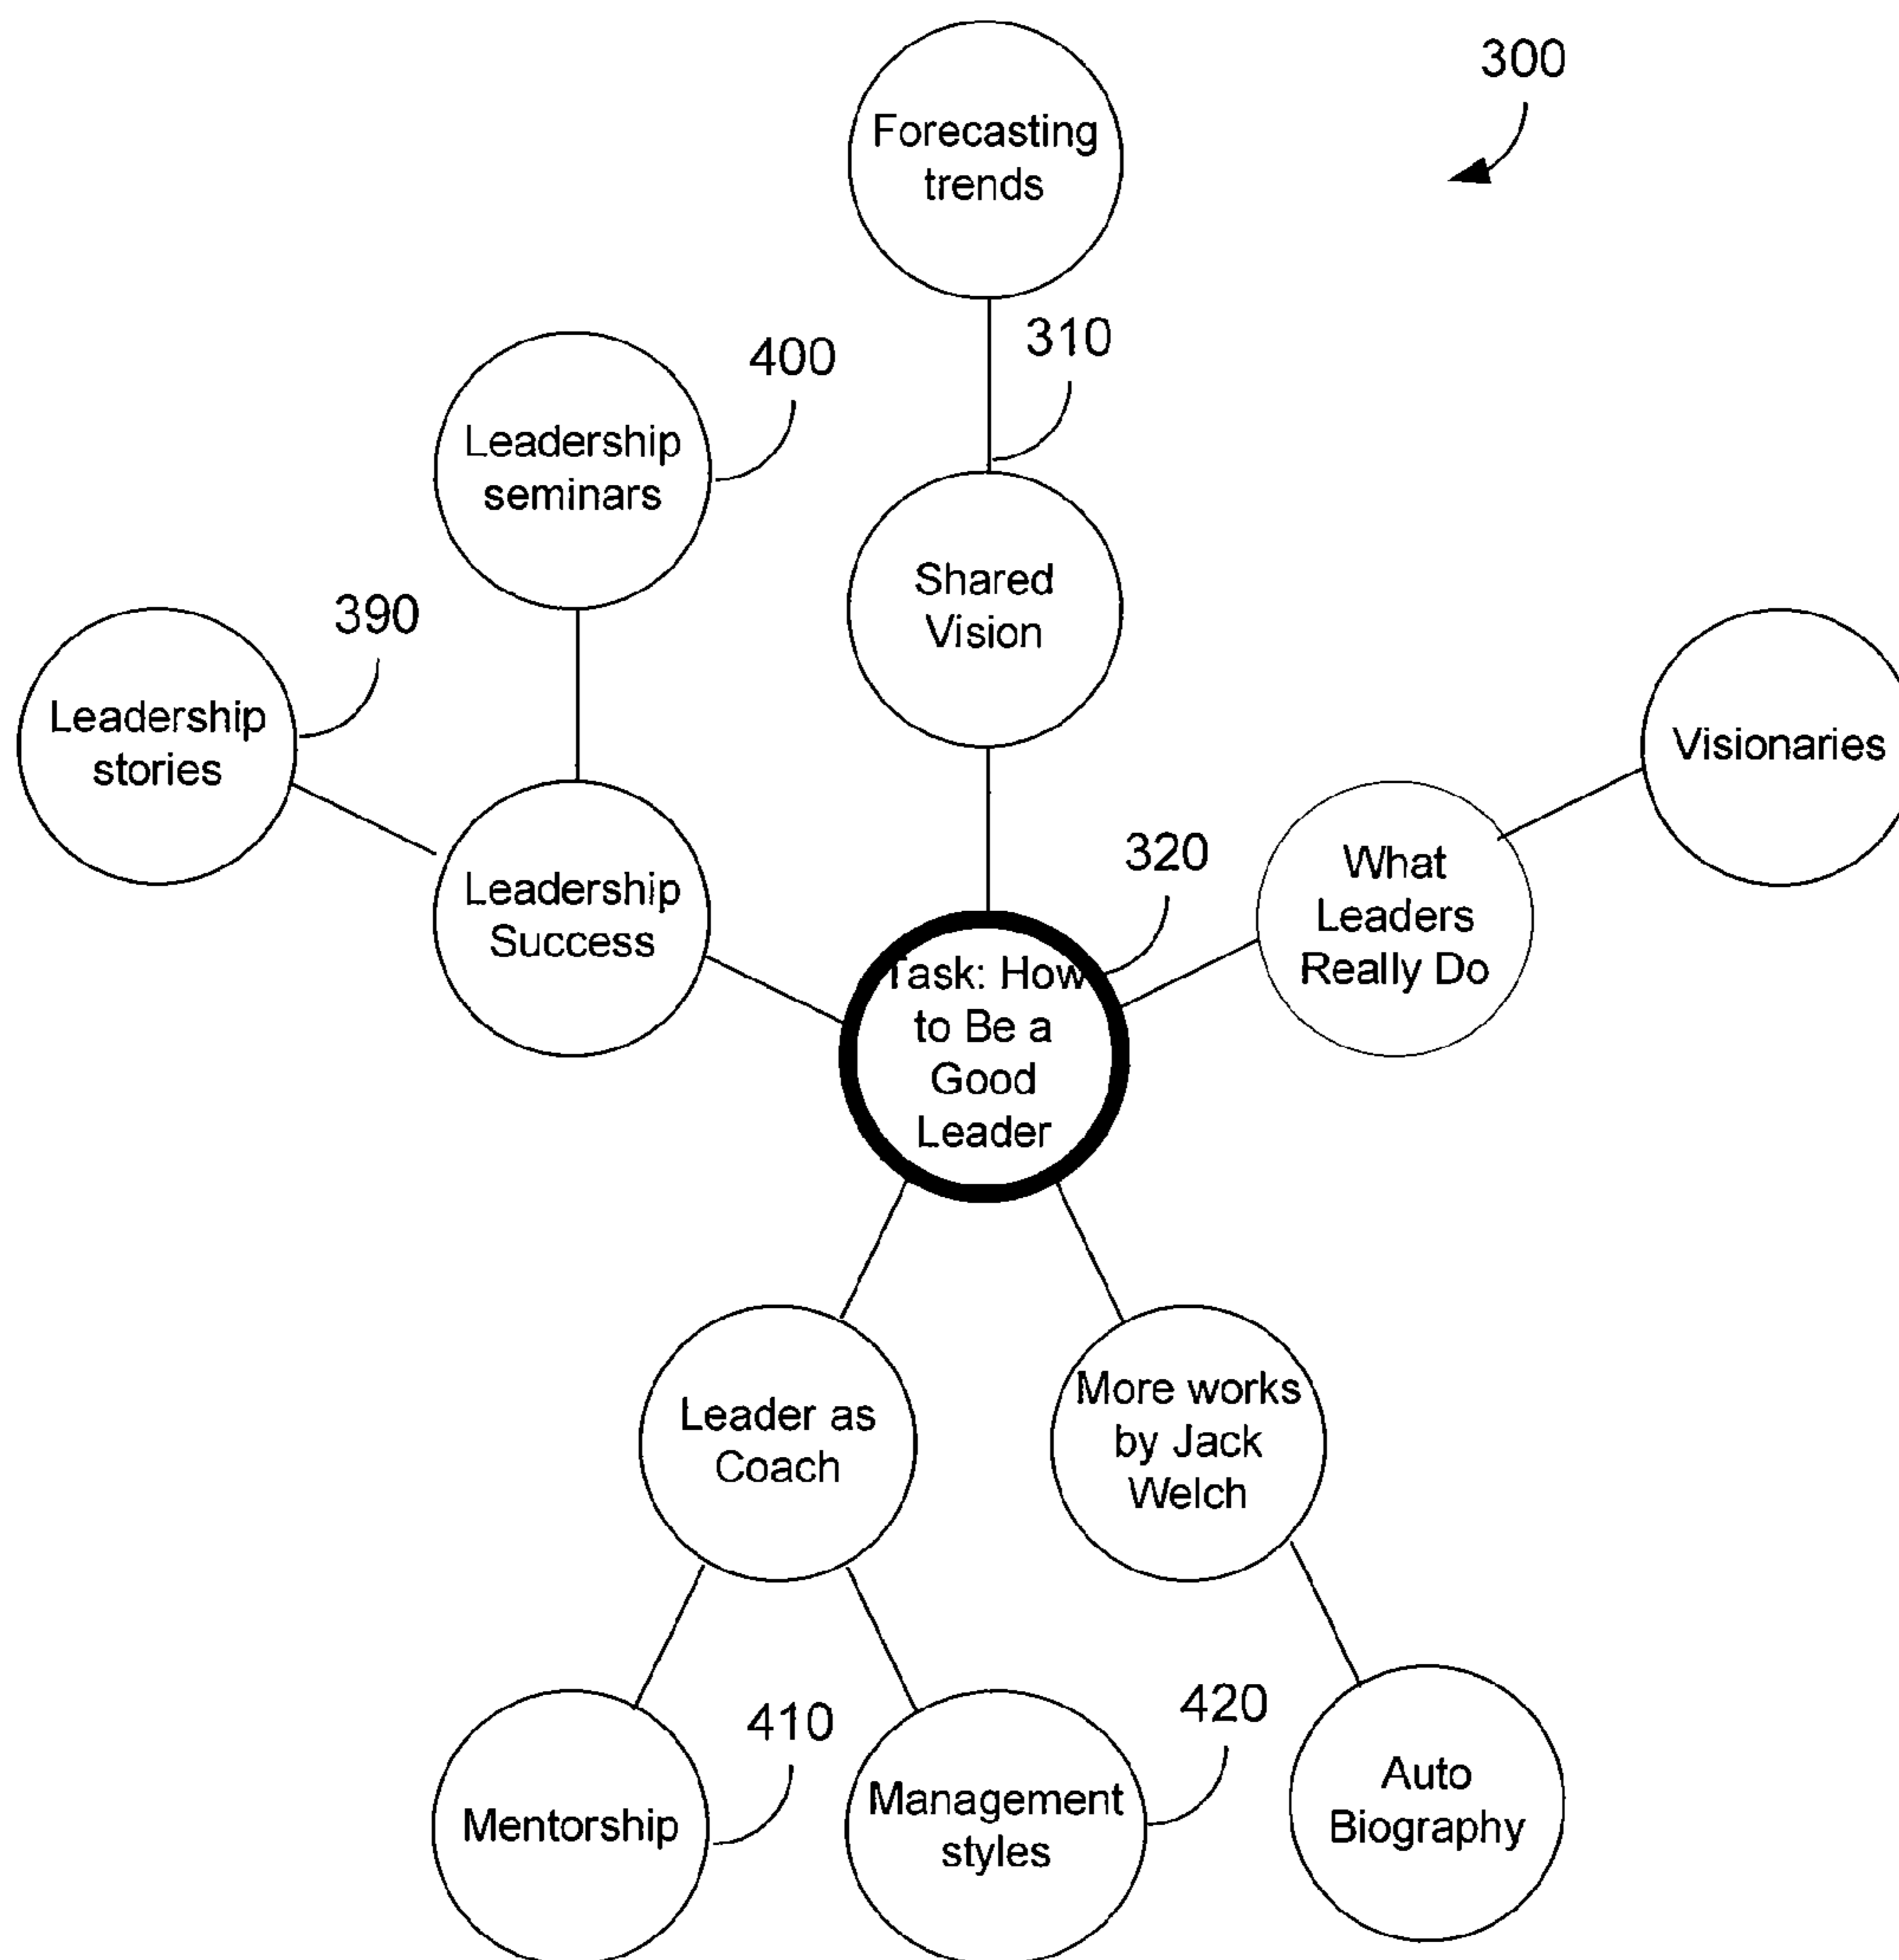 Forecasting
trends
300
310
400
Leadership
seminars
Shared
Vision
390
Leadership
stories
Visionaries
320
What
Leaders
Really Do
Leadership
Success
Task: How
to Be a
Good
Leader
Leader as
Coach
More works
by Jack
Welch
410
420
Mentorship
Management
styles
Auto
Biography